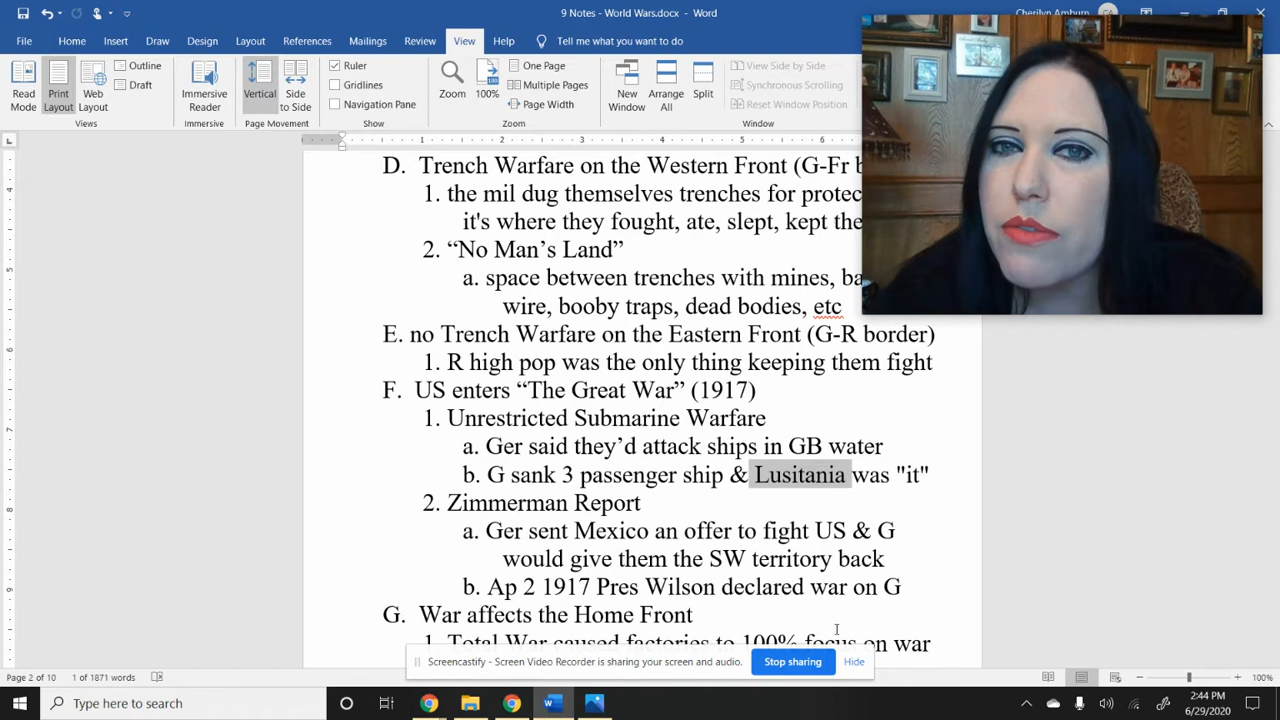 9 Notes - World Wars.docx - Word
File Home Insert Draw Design Layout References Mailings Review View Help Tell me what you want to do
Read Mode
Print Layout
Web Layout
Outline
Draft
Views
Immersive Reader
Immersive
Vertical
Side to Side
Page Movement
Ruler
Gridlines
Navigation Pane
Show
Zoom
100%
One Page
Multiple Pages
Page Width
Zoom
New Window
Arrange All
Split
View Side by Side
Synchronous Scrolling
Reset Window Position
Window
D. Trench Warfare on the Western Front (G-Fr
1. the mil dug themselves trenches for
it's where they fought, ate, slept, kept
2. “No Man’s Land”
a. space between trenches with mines,
wire, booby traps, dead bodies, etc
E. no Trench Warfare on the Eastern Front (G-R border)
1. R high pop was the only thing keeping them fight
F. US enters “The Great War” (1917)
1. Unrestricted Submarine Warfare
a. Ger said they’d attack ships in GB water
b. G sank 3 passenger ship & Lusitania was "it"
2. Zimmerman Report
a. Ger sent Mexico an offer to fight US & G
would give them the SW territory back
b. Ap 2 1917 Pres Wilson declared war on G
G. War affects the Home Front
1. Total War caused factories to 100% focus on war
Screencastify - Screen Video Recorder is sharing your screen and audio. Stop sharing Hide
Page 2 of 10 1 of 1871 words 100%
Type here to search
2:44 PM
6/29/2020